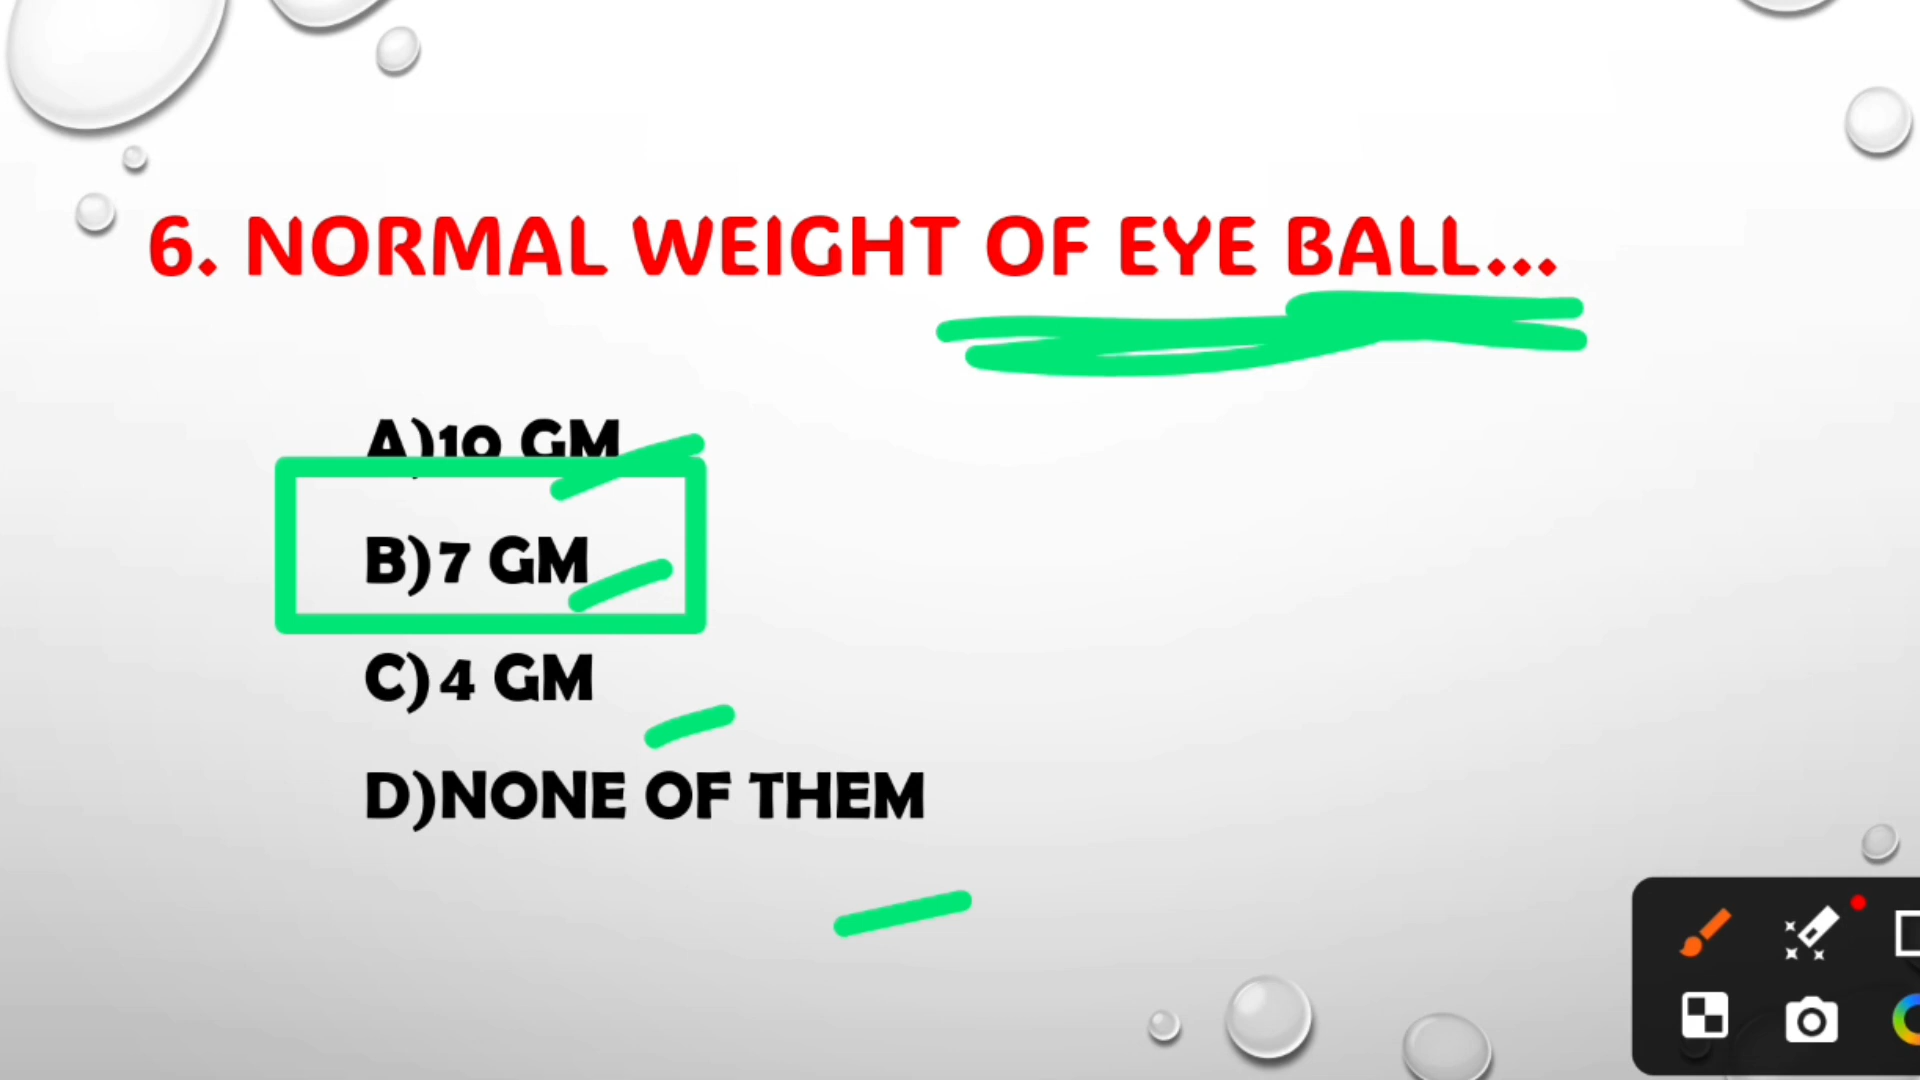 6. NORMAL WEIGHT OF EYE BALL...
A)10 GM
B)7 GM
C)4 GM
D)NONE OF THEM